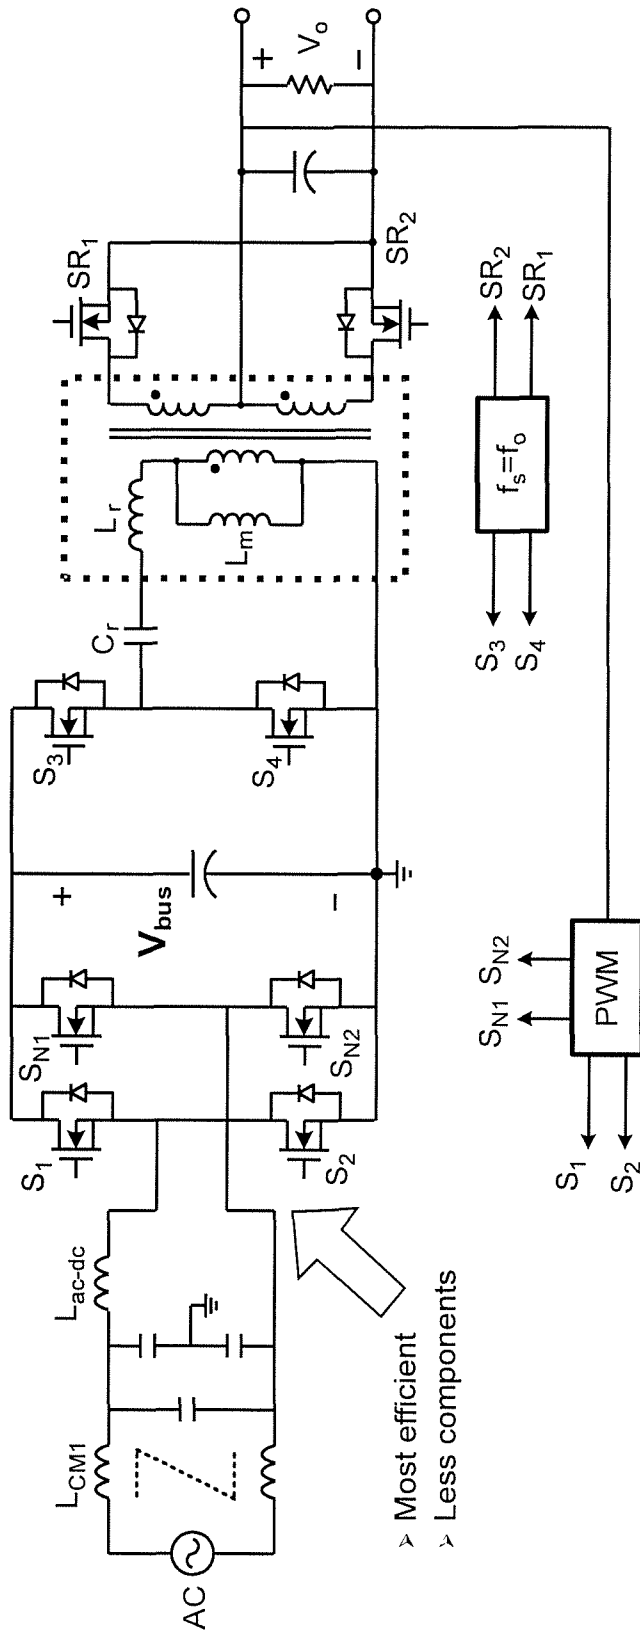 AC
L_CM1
L_ac-dc
S_1
S_2
S_N1
S_N2
+
V_bus
−
S_3
S_4
C_r
L_r
L_m
SR_1
SR_2
+
V_o
−
➢ Most efficient
➢ Less components
S_1
S_2
S_N1
S_N2
PWM
S_3
S_4
f_s=f_o
SR_2
SR_1